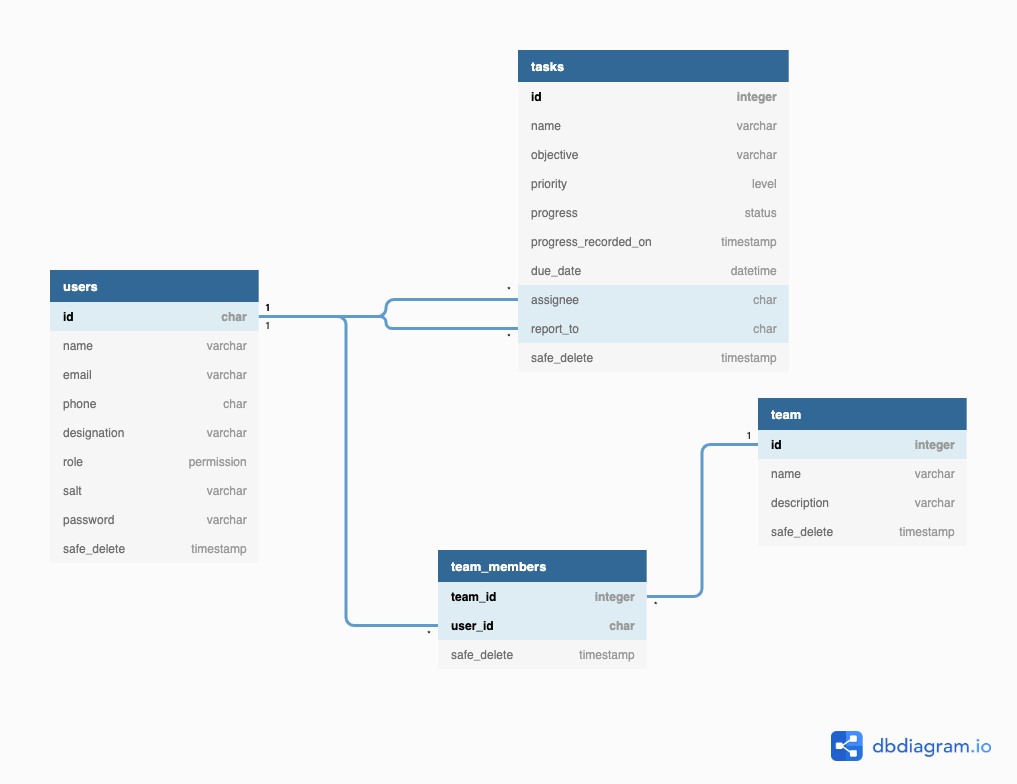 tasks
id integer
name varchar
objective varchar
priority level
progress status
progress_recorded_on timestamp
due_date datetime
* assignee char
* report_to char
safe_delete timestamp
users
id char 1
1
name varchar
email varchar
phone char
designation varchar
role permission
salt varchar
password varchar
safe_delete timestamp
team
1 id integer
name varchar
description varchar
safe_delete timestamp
team_members
team_id integer *
* user_id char
safe_delete timestamp
dbdiagram.io